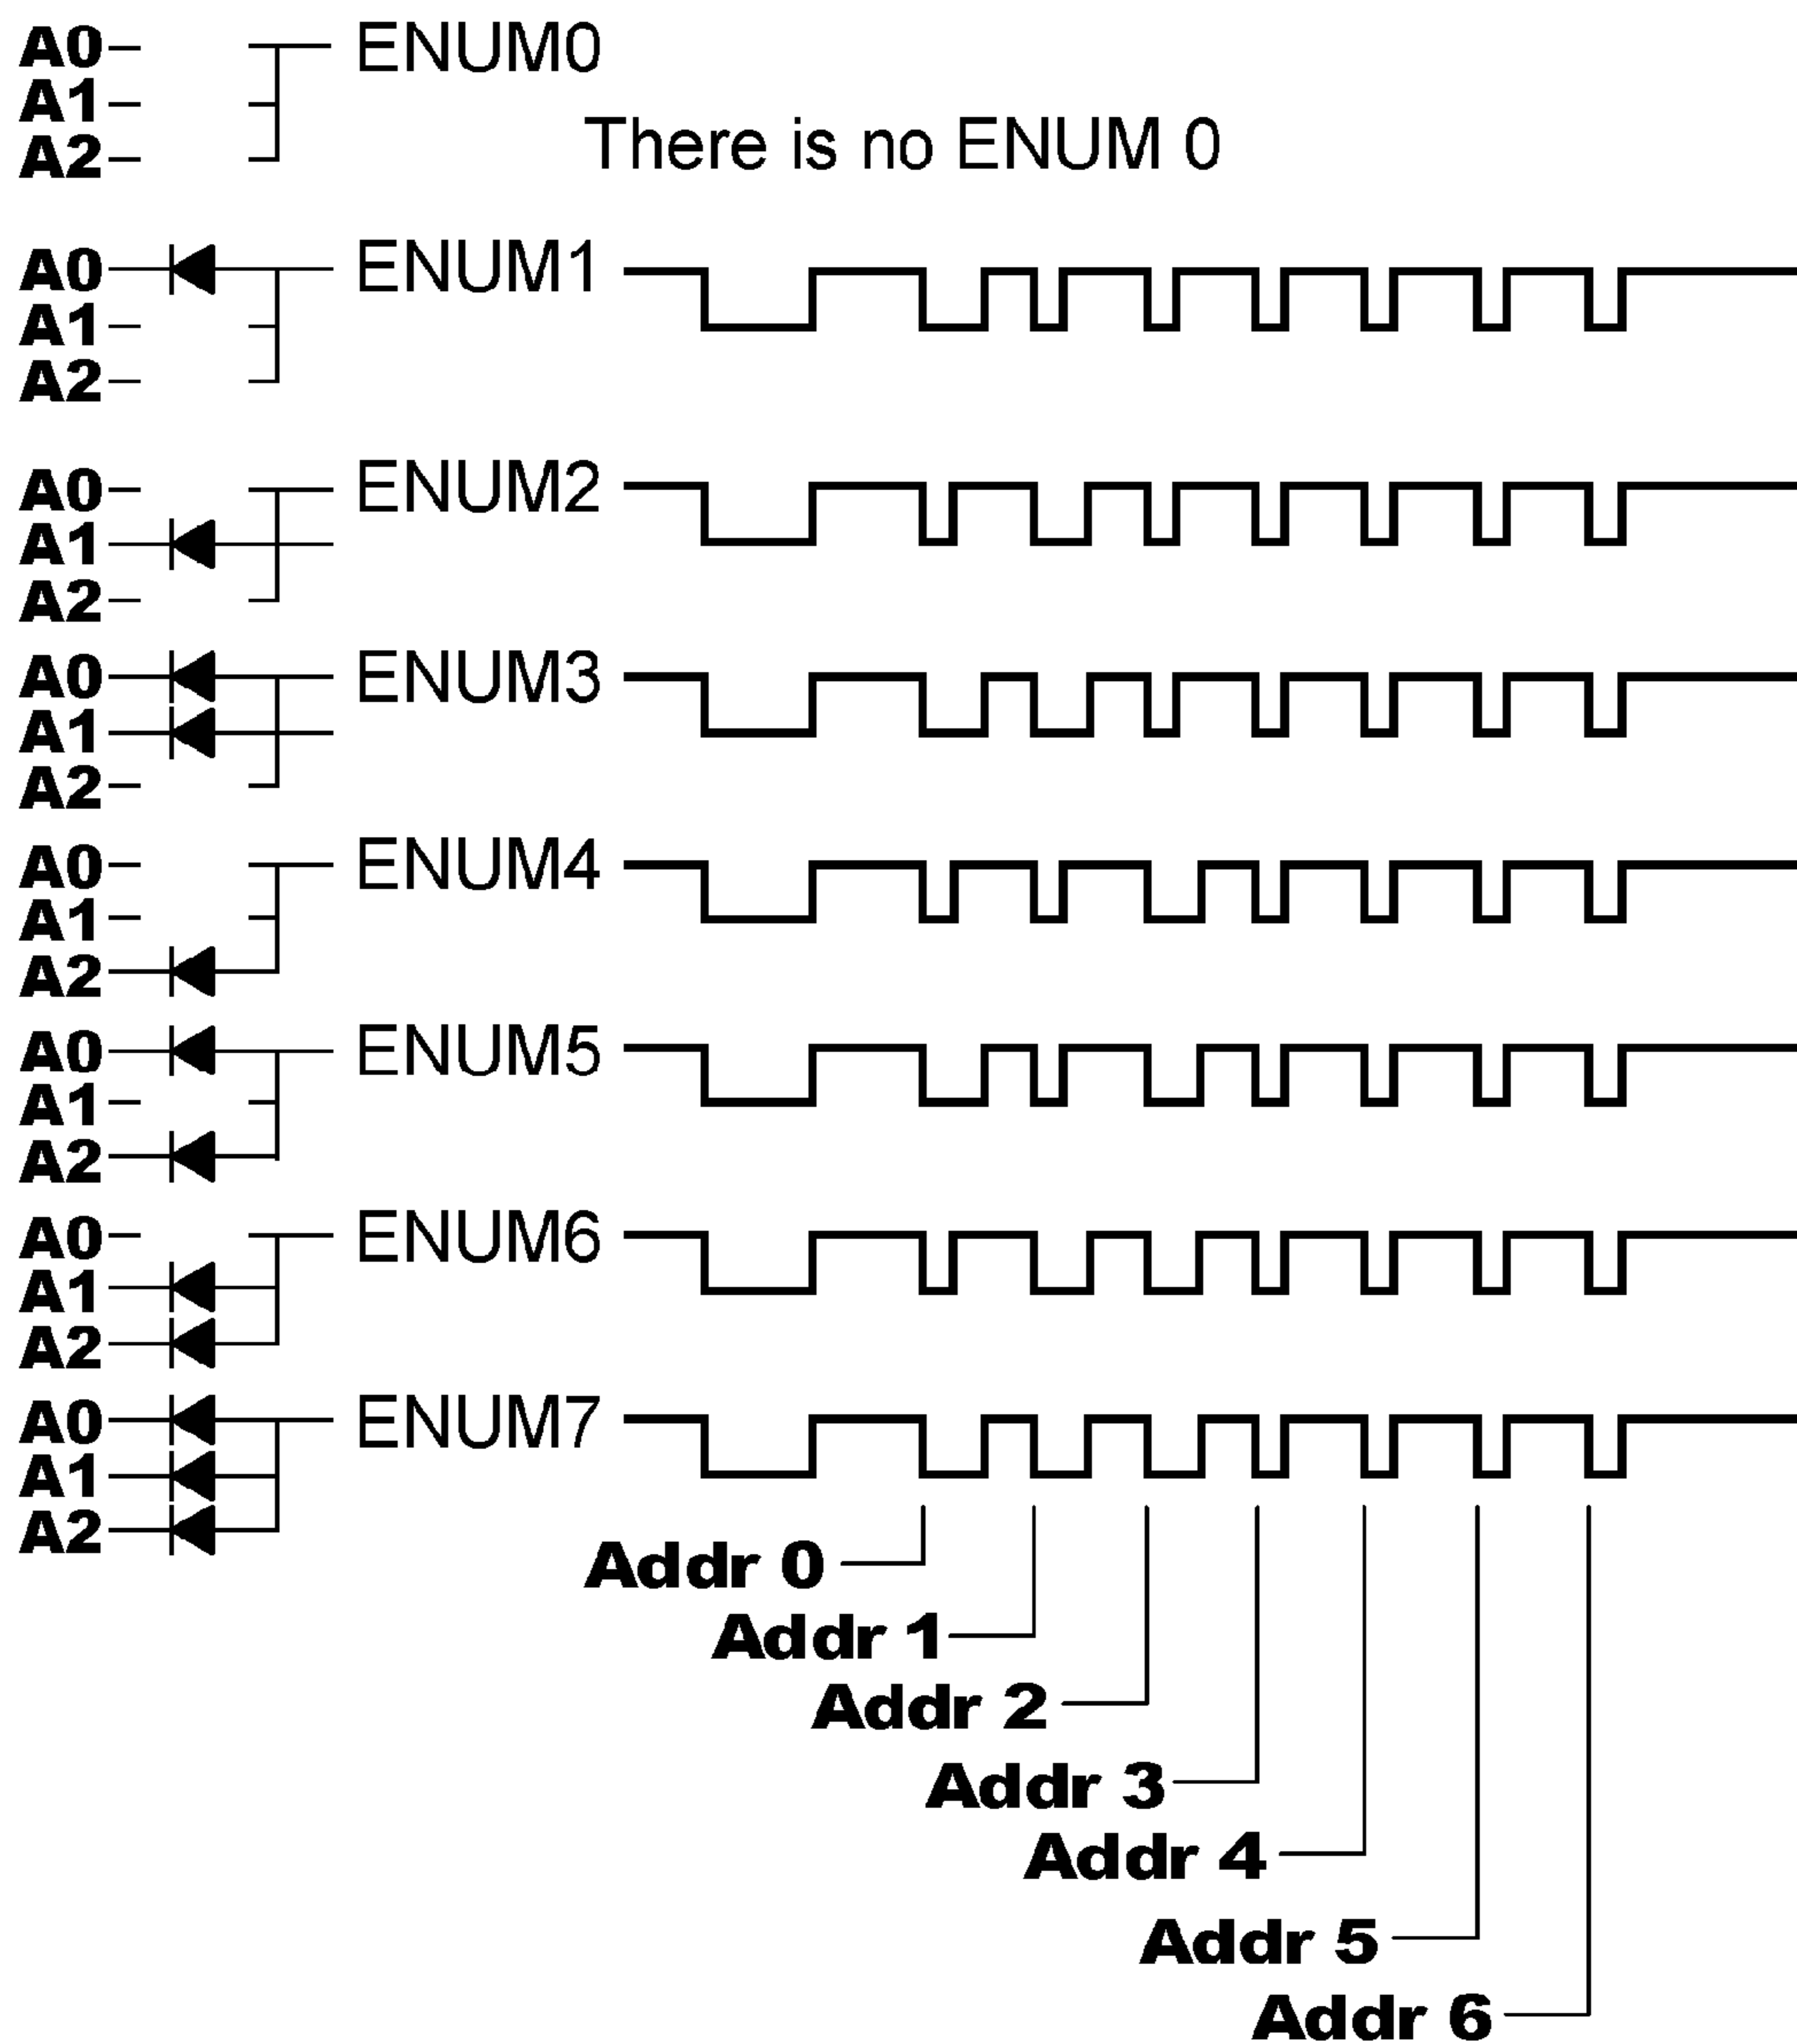 A0 ENUM0
A1
There is no ENUM 0
A2
A0 ENUM1
A1
A2
A0 ENUM2
A1
A2
A0 ENUM3
A1
A2
A0 ENUM4
A1
A2
A0 ENUM5
A1
A2
A0 ENUM6
A1
A2
A0 ENUM7
A1
A2
Addr 0
Addr 1
Addr 2
Addr 3
Addr 4
Addr 5
Addr 6